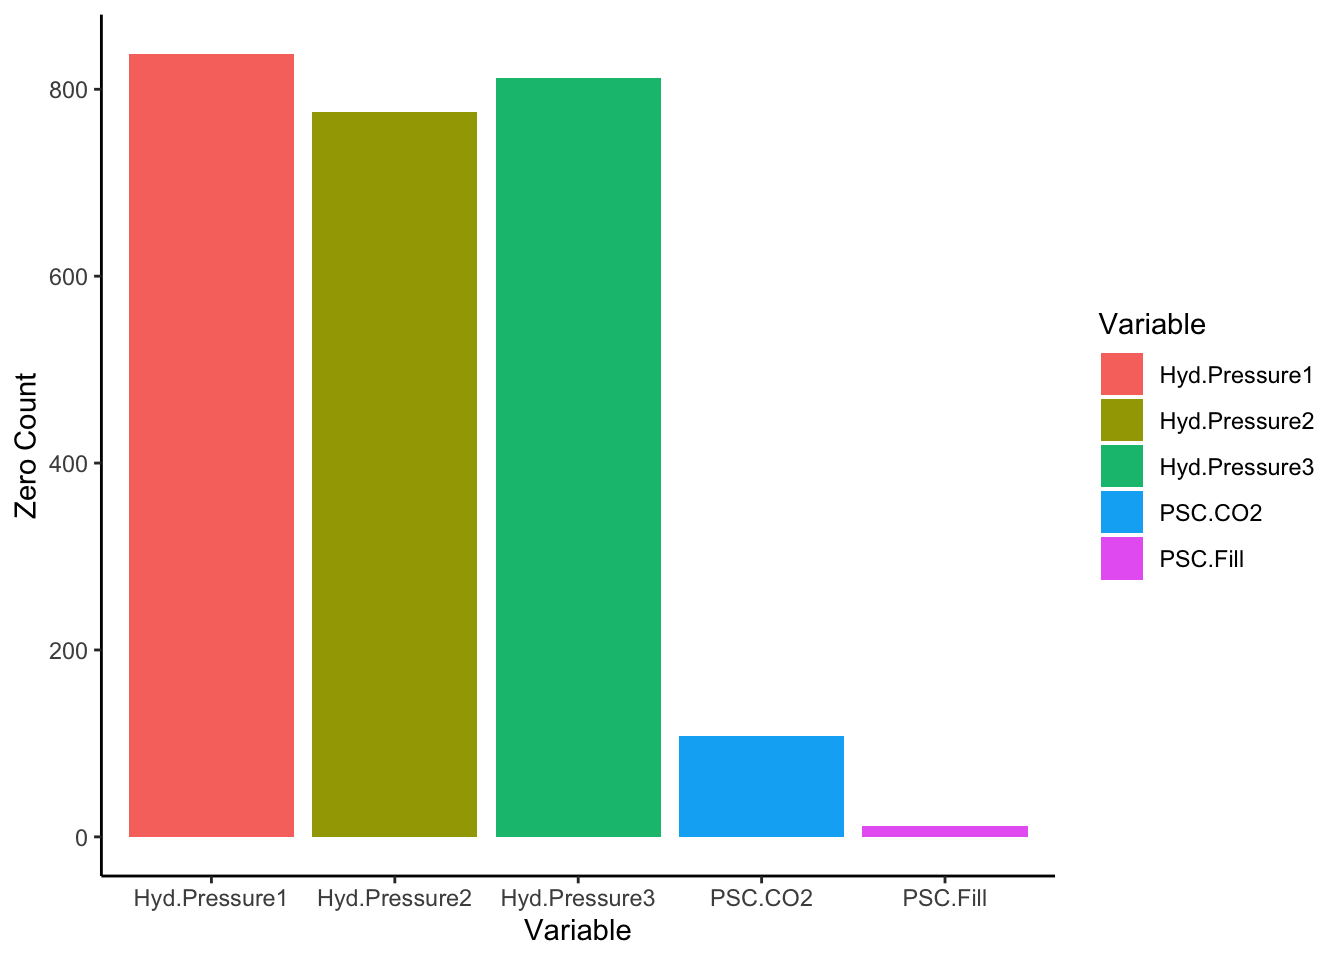 800
600
400
200
0
Zero Count
Hyd.Pressure1
Hyd.Pressure2
Hyd.Pressure3
PSC.CO2
PSC.Fill
Variable
Variable
Hyd.Pressure1
Hyd.Pressure2
Hyd.Pressure3
PSC.CO2
PSC.Fill